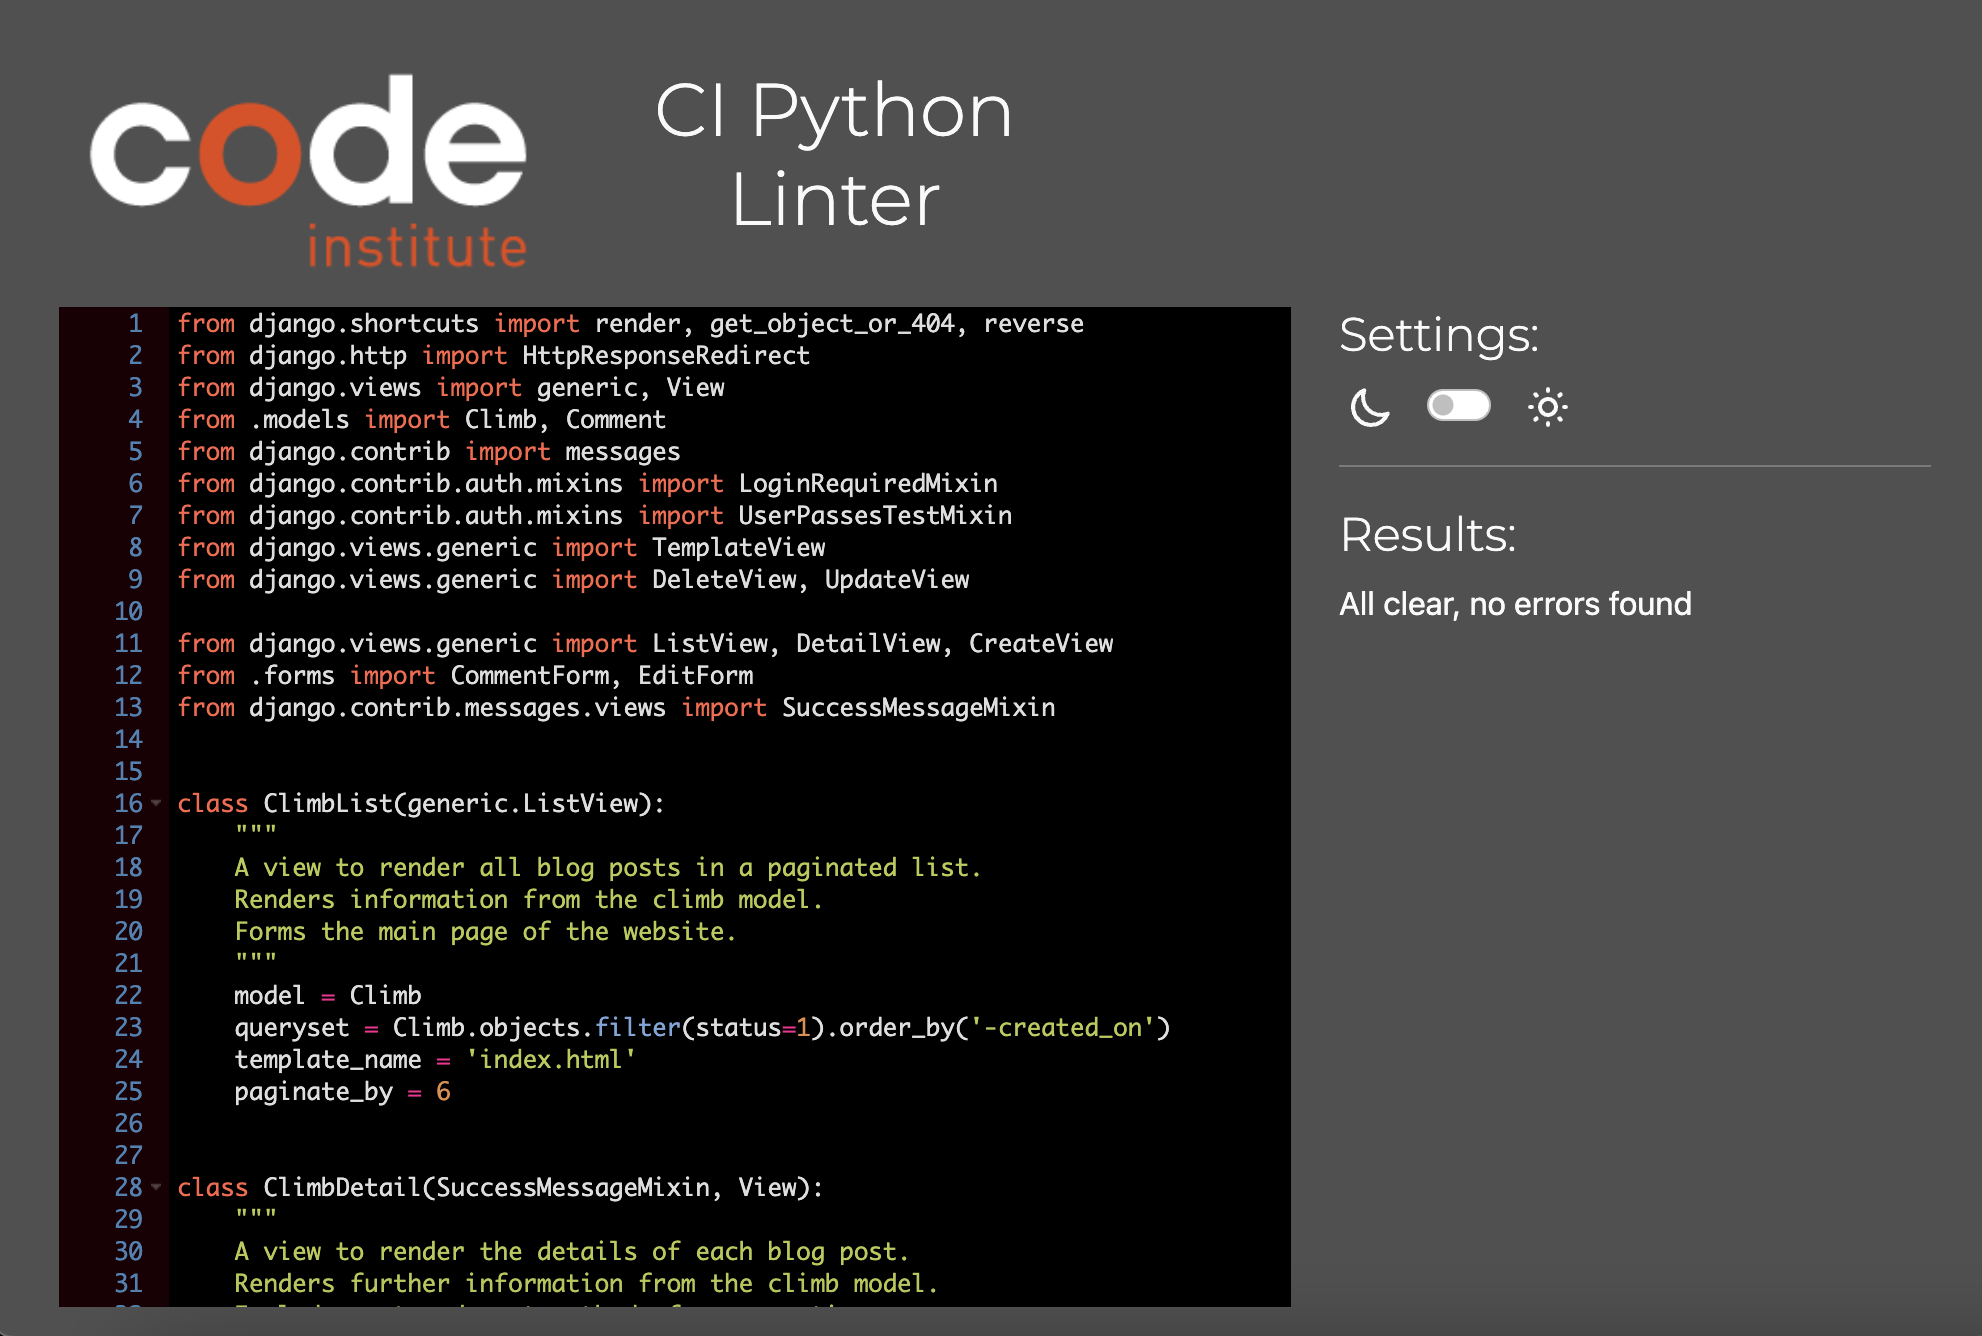 code
institute
CI Python
Linter
1 from django.shortcuts import render, get_object_or_404, reverse
2 from django.http import HttpResponseRedirect
3 from django.views import generic, View
4 from .models import Climb, Comment
5 from django.contrib import messages
6 from django.contrib.auth.mixins import LoginRequiredMixin
7 from django.contrib.auth.mixins import UserPassesTestMixin
8 from django.views.generic import TemplateView
9 from django.views.generic import DeleteView, UpdateView
10
11 from django.views.generic import ListView, DetailView, CreateView
12 from .forms import CommentForm, EditForm
13 from django.contrib.messages.views import SuccessMessageMixin
14
15
16 class ClimbList(generic.ListView):
17     """
18     A view to render all blog posts in a paginated list.
19     Renders information from the climb model.
20     Forms the main page of the website.
21     """
22     model = Climb
23     queryset = Climb.objects.filter(status=1).order_by('-created_on')
24     template_name = 'index.html'
25     paginate_by = 6
26
27
28 class ClimbDetail(SuccessMessageMixin, View):
29     """
30     A view to render the details of each blog post.
31     Renders further information from the climb model.
Settings:
Results:
All clear, no errors found